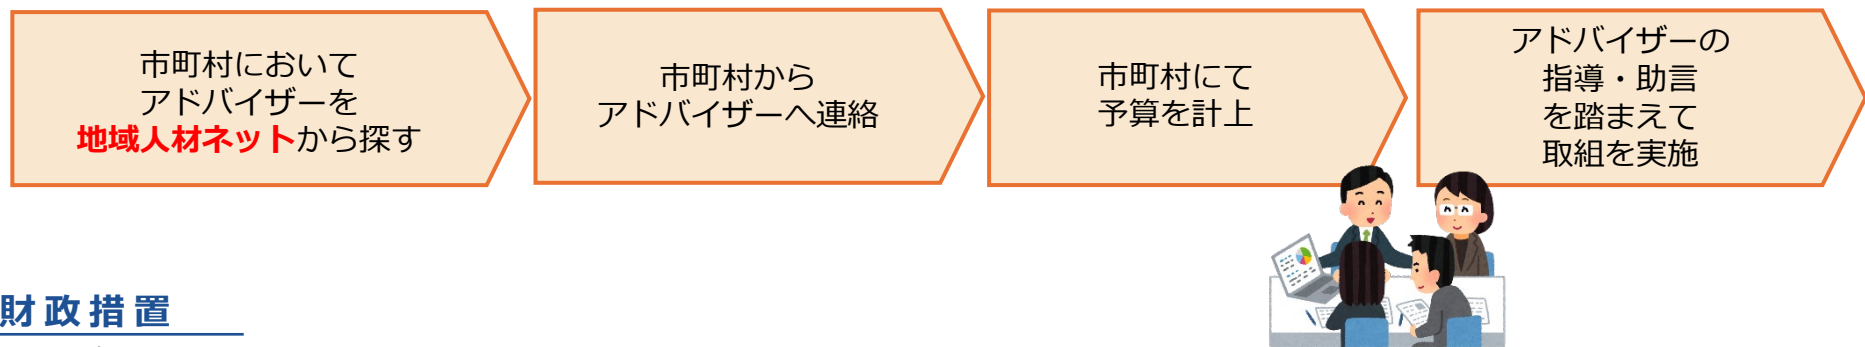 市町村において
アドバイザーを
地域人材ネットから探す
市町村から
アドバイザーへ連絡
市町村にて
予算を計上
アドバイザーの
指導・助言
を踏まえて
取組を実施
財政措置